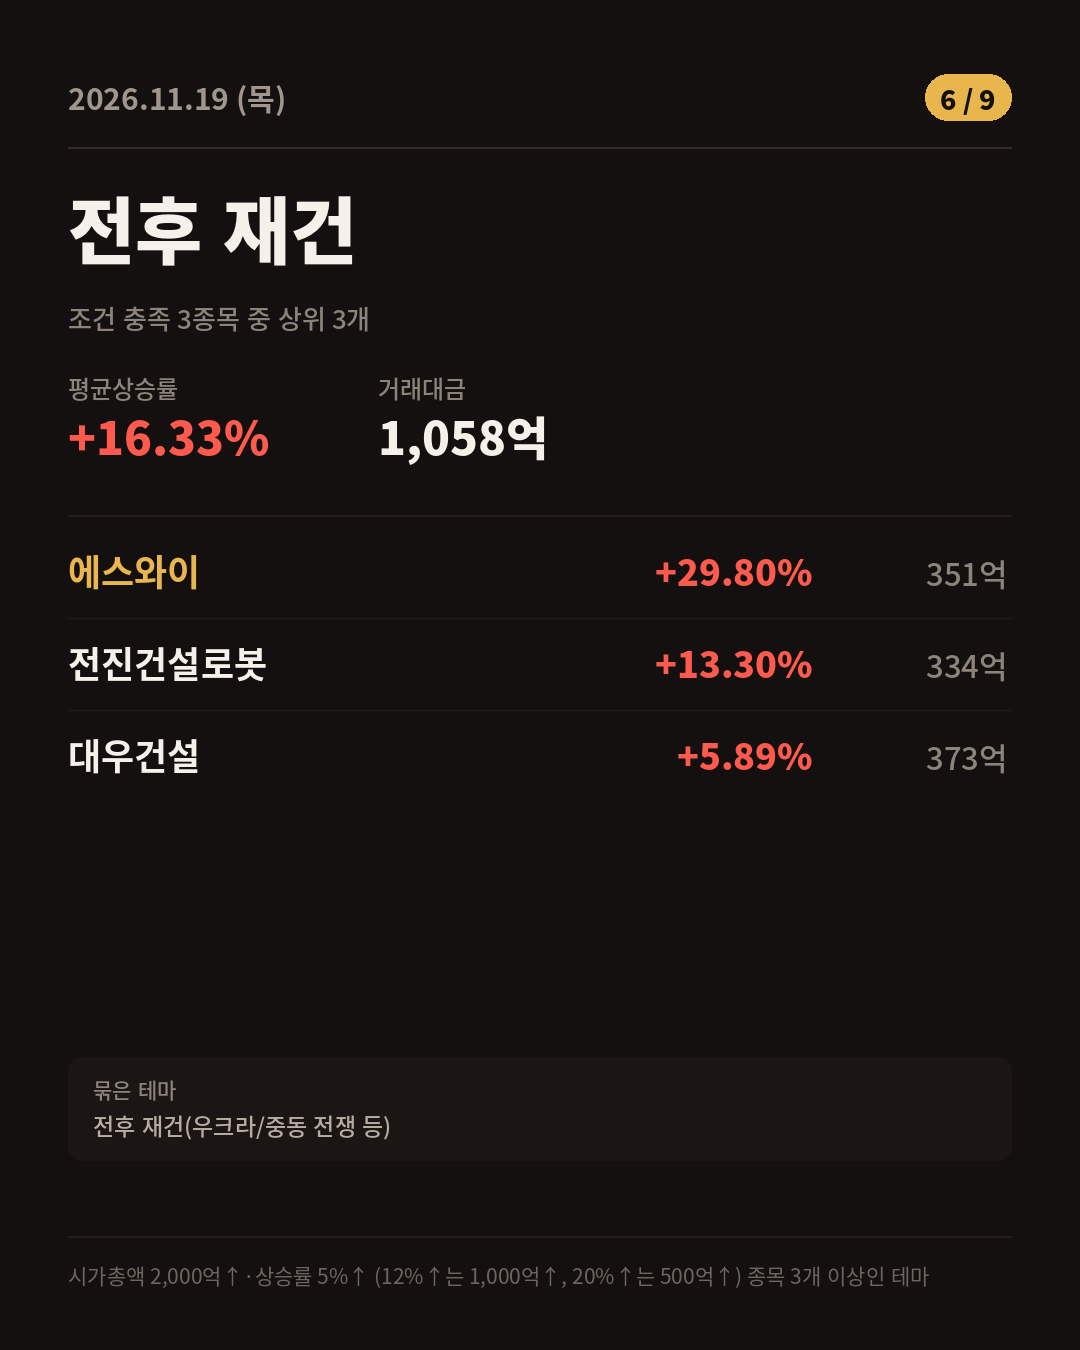 2026.11.19 (목)
6 / 9
전후 재건
조건 충족 3종목 중 상위 3개
평균상승률 거래대금
+16.33% 1,058억
에스와이 +29.80% 351억
전진건설로봇 +13.30% 334억
대우건설 +5.89% 373억
묶은 테마
전후 재건(우크라/중동 전쟁 등)
시가총액 2,000억↑ · 상승률 5%↑ (12%↑는 1,000억↑, 20%↑는 500억↑) 종목 3개 이상인 테마